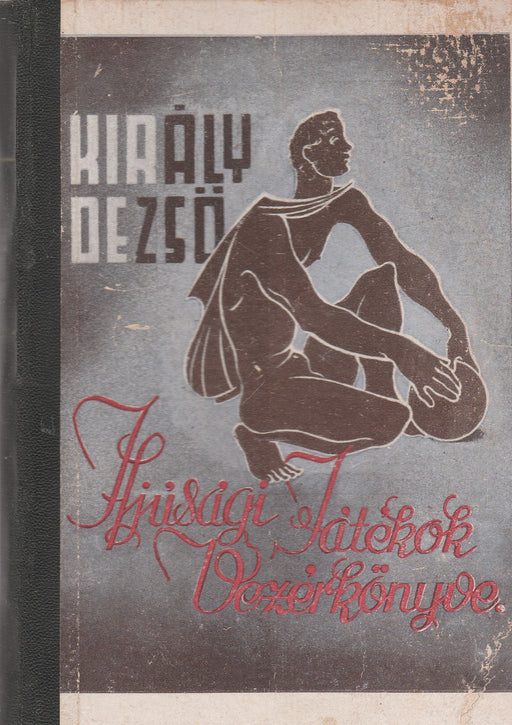 KIRÁLY
DEZSŐ
Ifjúsági Játékok
Vezérkönyve.